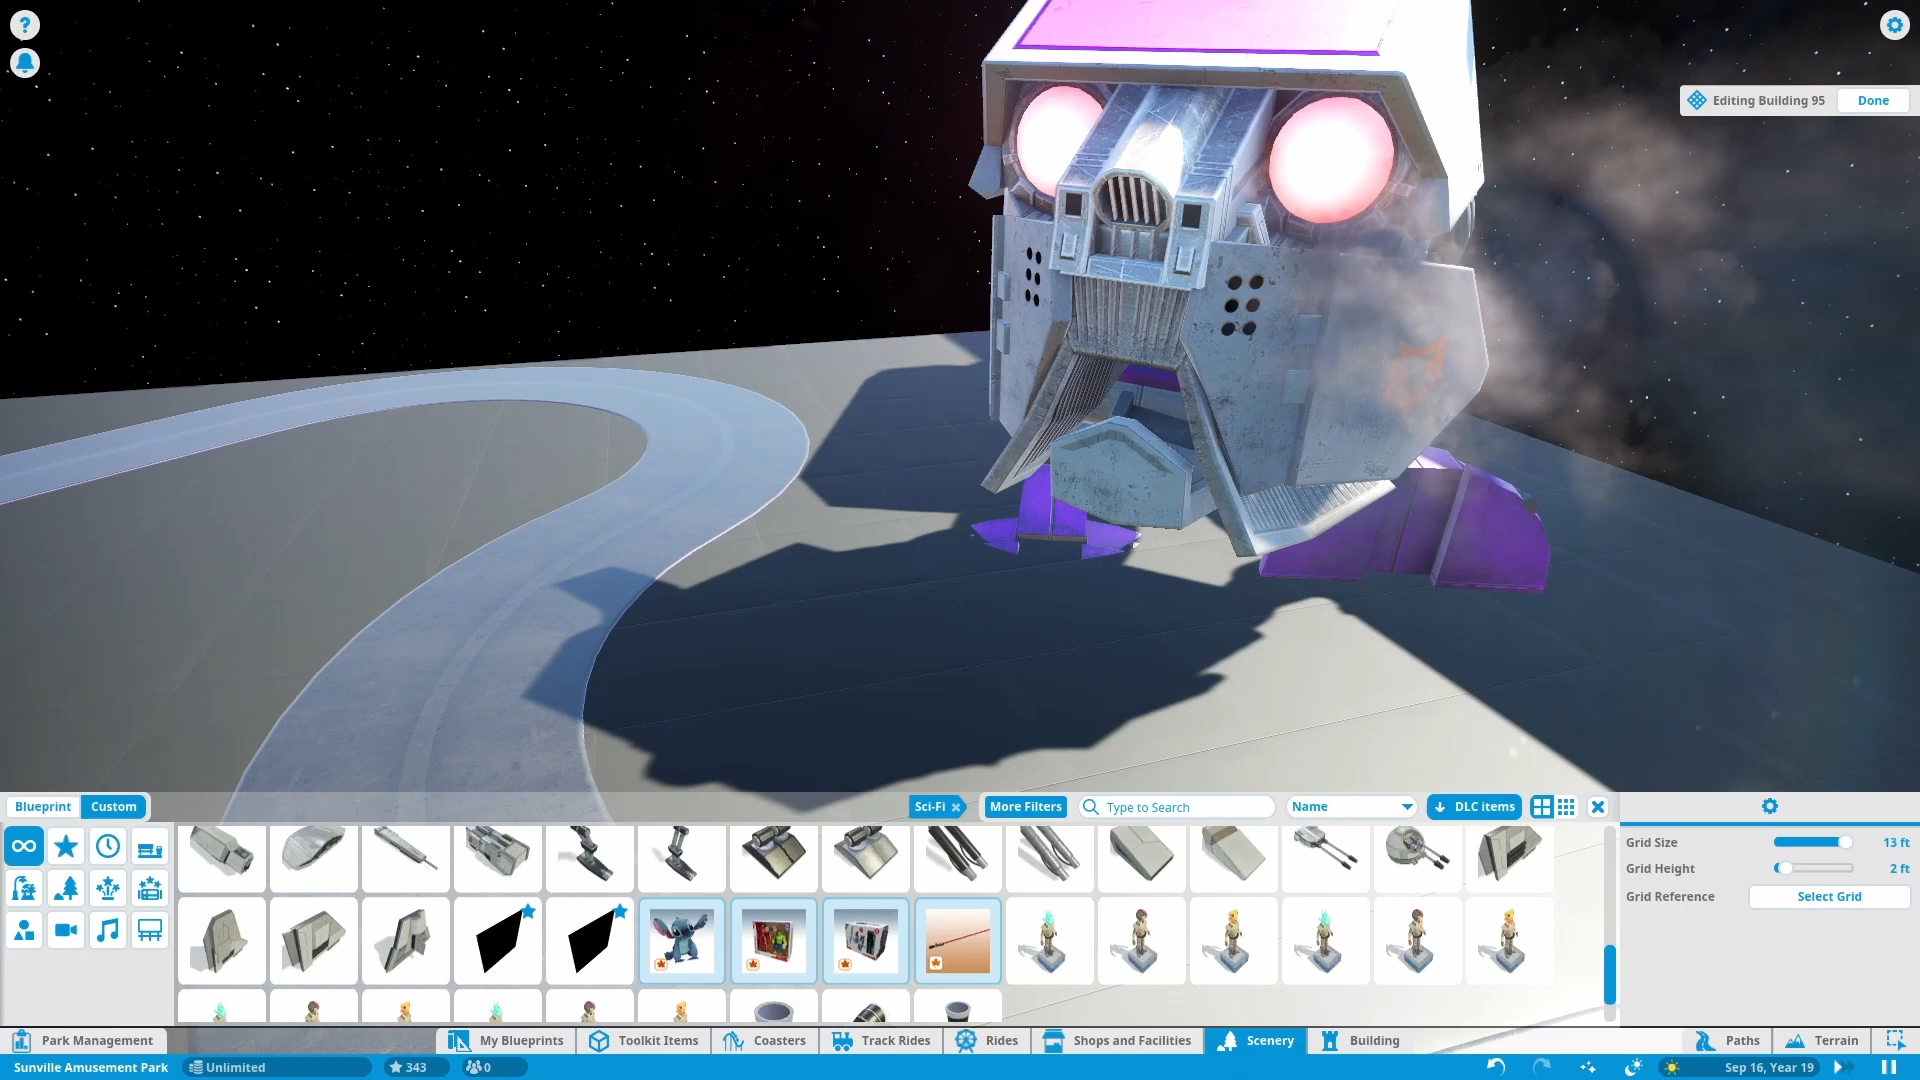 ?
Editing Building 95
Done
Blueprint
Custom
Sci-Fi
More Filters
Type to Search
Name
DLC items
Grid Size
13 ft
Grid Height
2 ft
Grid Reference
Select Grid
Park Management
My Blueprints
Toolkit Items
Coasters
Track Rides
Rides
Shops and Facilities
Scenery
Building
Paths
Terrain
Sunville Amusement Park
Unlimited
343
0
Sep 16, Year 19